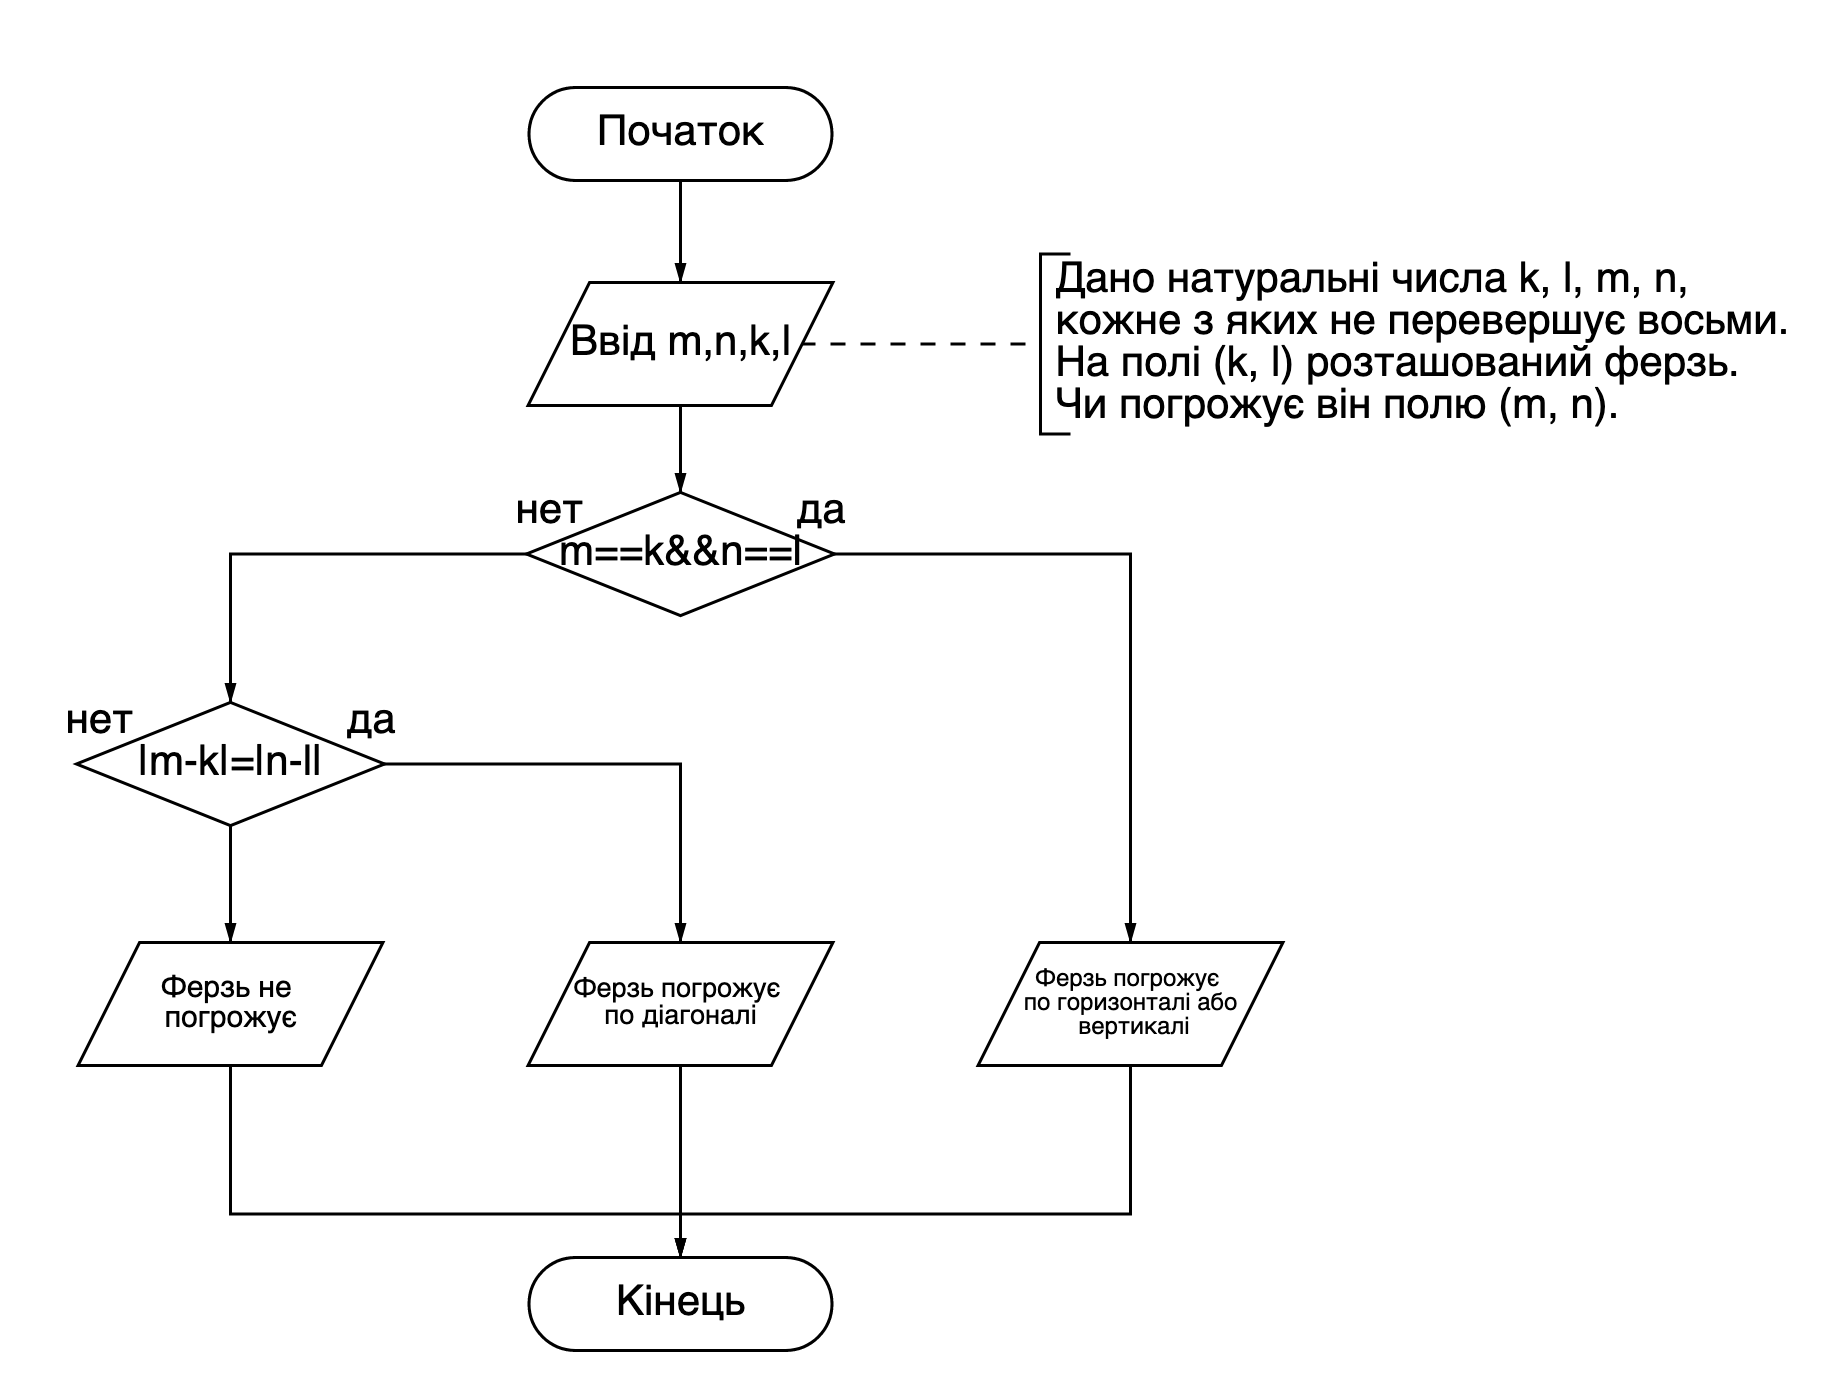 Початок
Ввід m,n,k,l
Дано натуральні числа k, l, m, n,
кожне з яких не перевершує восьми.
На полі (k, l) розташований ферзь.
Чи погрожує він полю (m, n).
нет
да
m==k&&n==l
нет
да
|m-k|=|n-l|
Ферзь не
погрожує
Ферзь погрожує
по діагоналі
Ферзь погрожує
по горизонталі або
вертикалі
Кінець